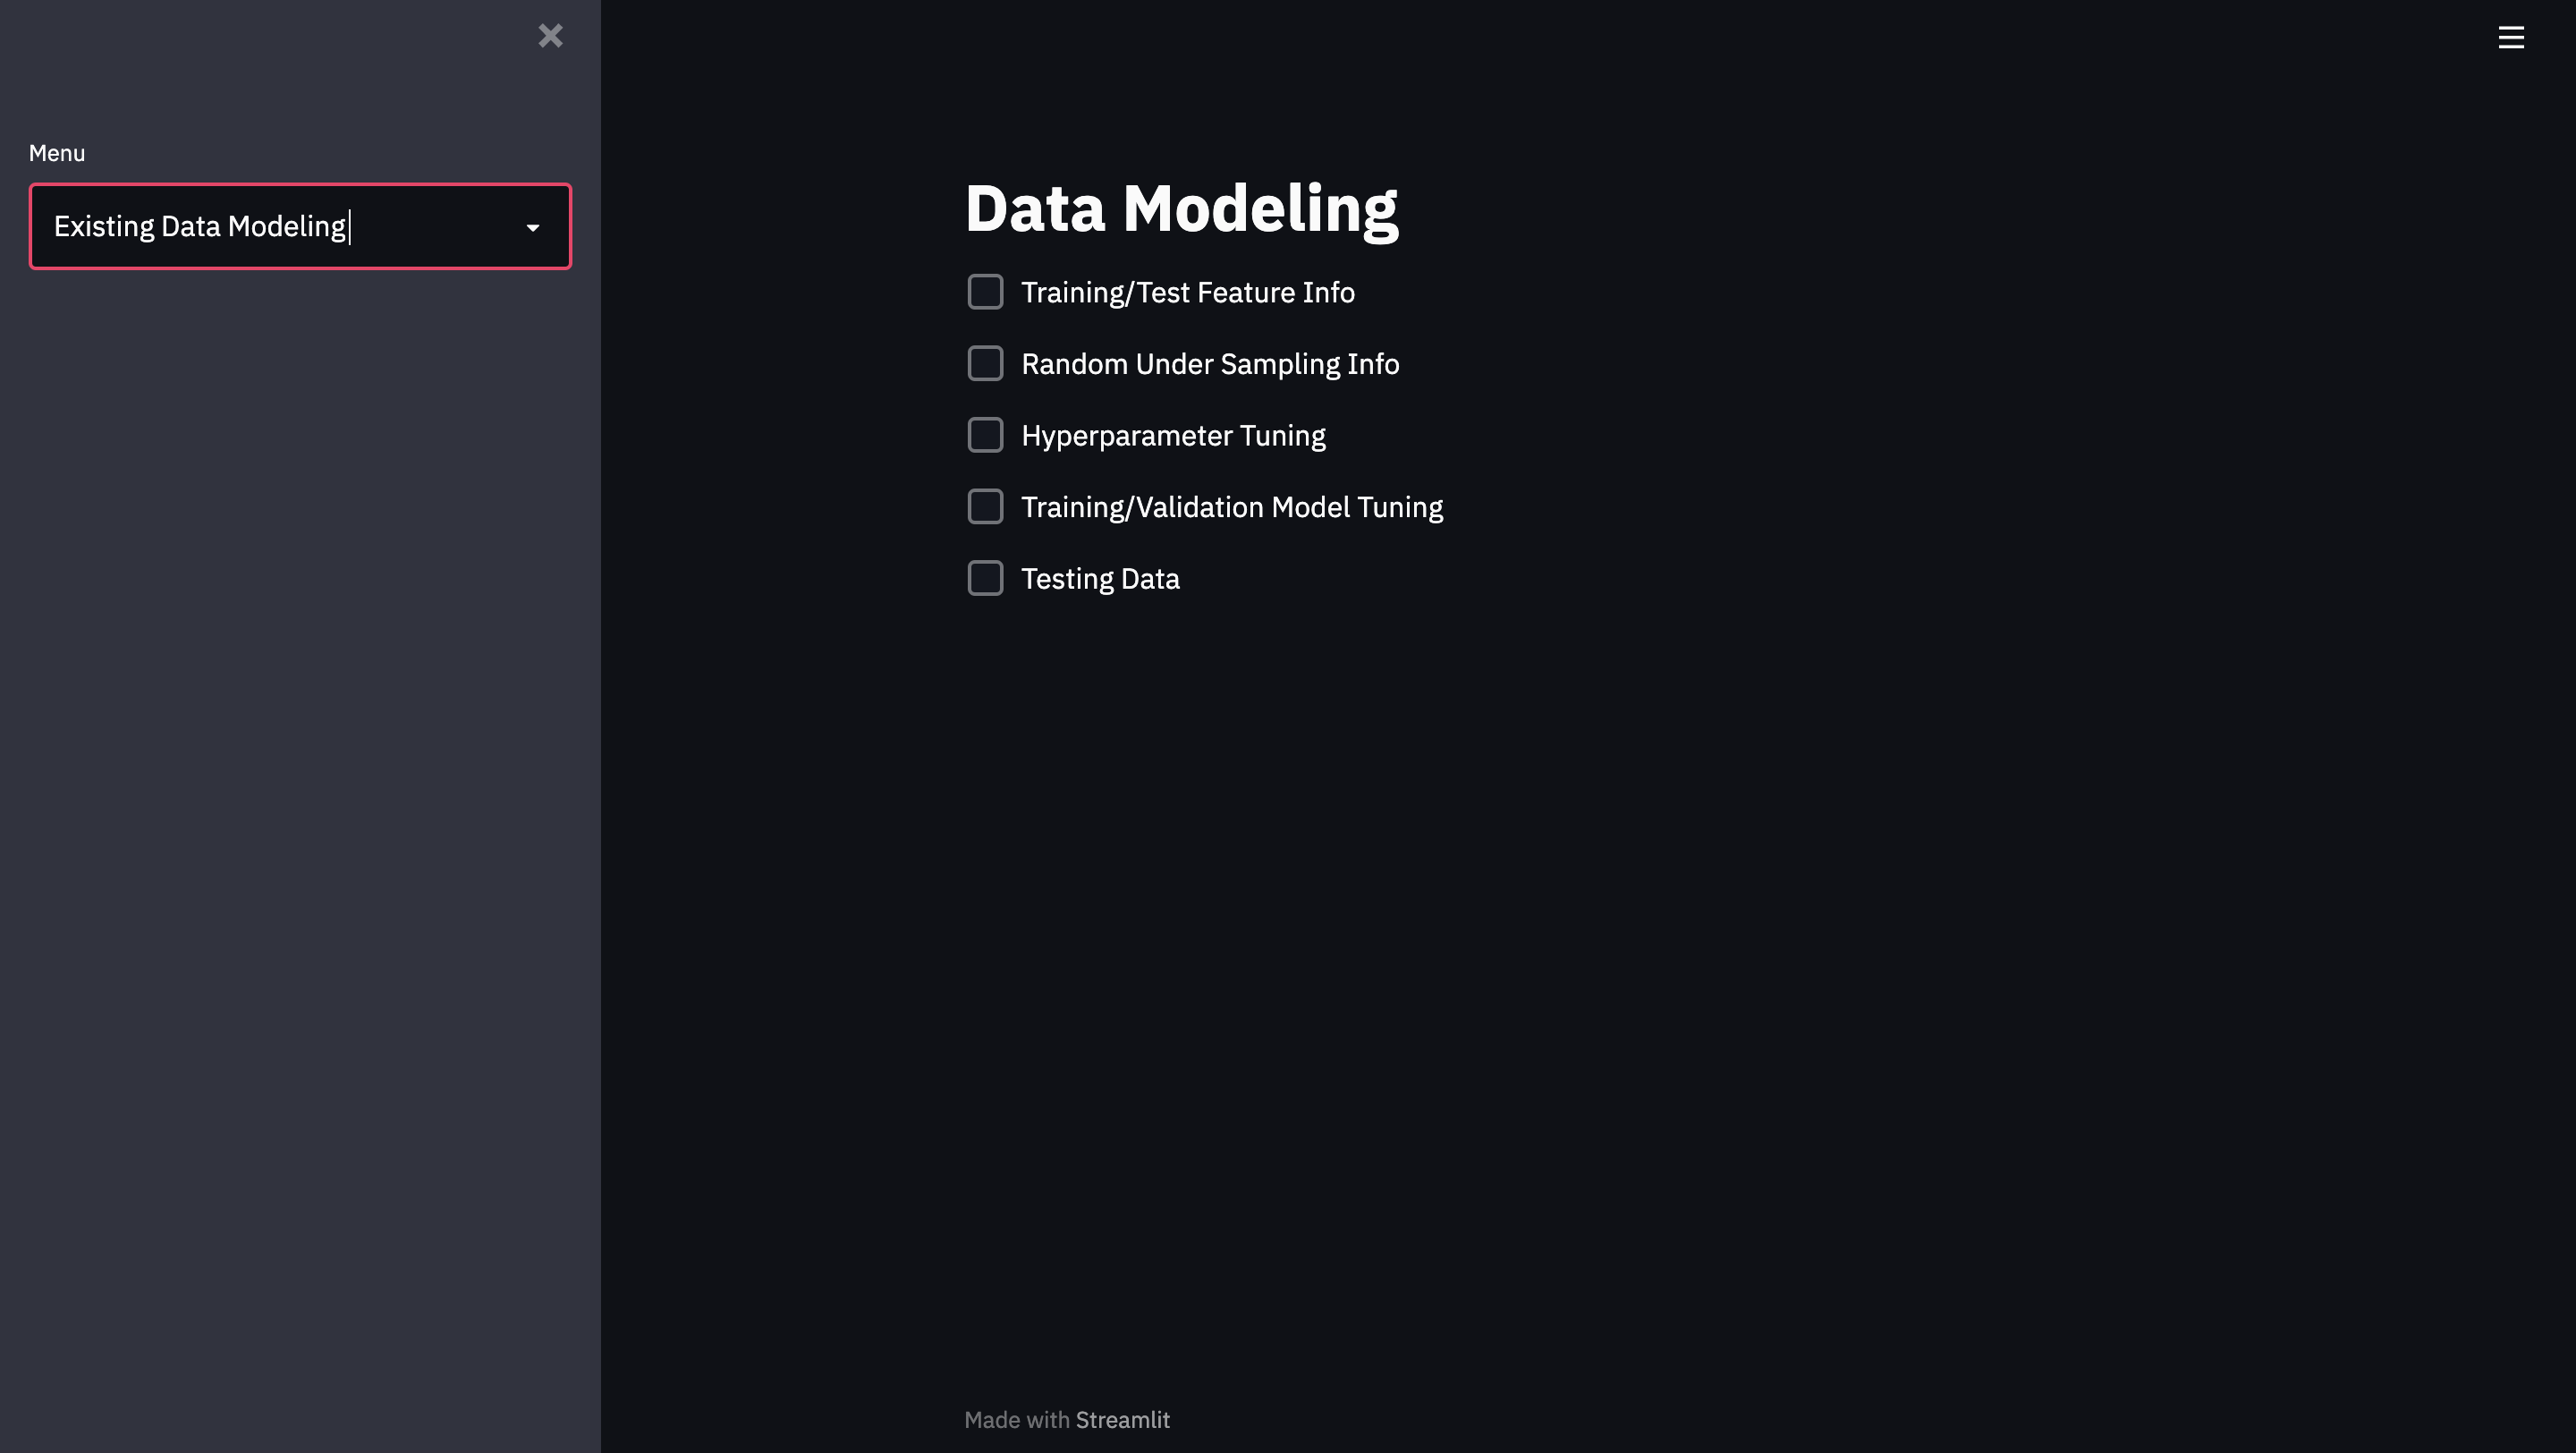 Menu
Existing Data Modeling
Data Modeling
Training/Test Feature Info
Random Under Sampling Info
Hyperparameter Tuning
Training/Validation Model Tuning
Testing Data
Made with Streamlit